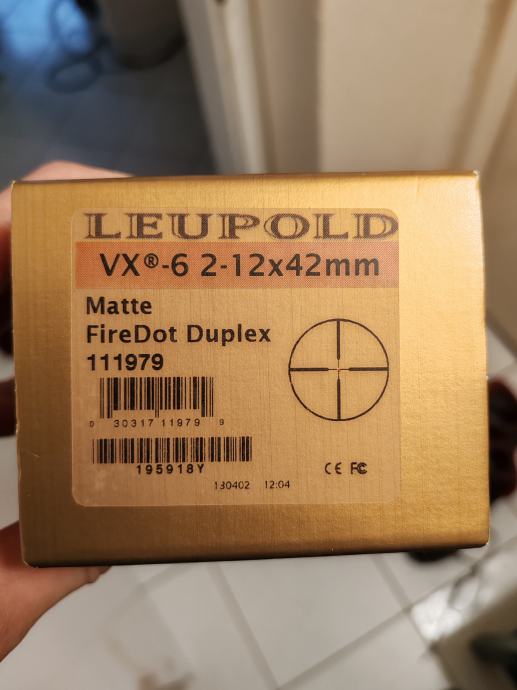 LEUPOLD
VX®-6 2-12x42mm
Matte
FireDot Duplex
111979
0 30317 11979 9
195918Y
130402 12:04
CE FC